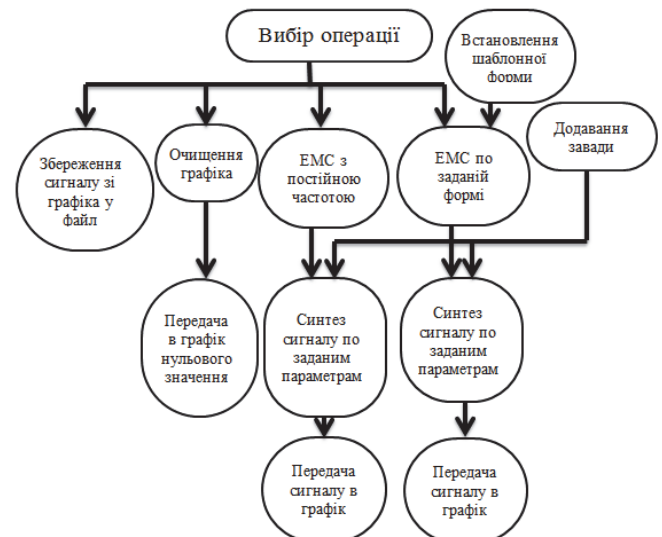 Вибір операції
Встановлення
шаблонної
форми
Додавання
завади
Збереження
сигналу зі
графіка у
файл
Очищення
графіка
ЕМС з
постійною
частотою
ЕМС по
заданій
формі
Передача
в графік
нульового
значення
Синтез
сигналу по
заданим
параметрам
Синтез
сигналу по
заданим
параметрам
Передача
сигналу в
графік
Передача
сигналу в
графік